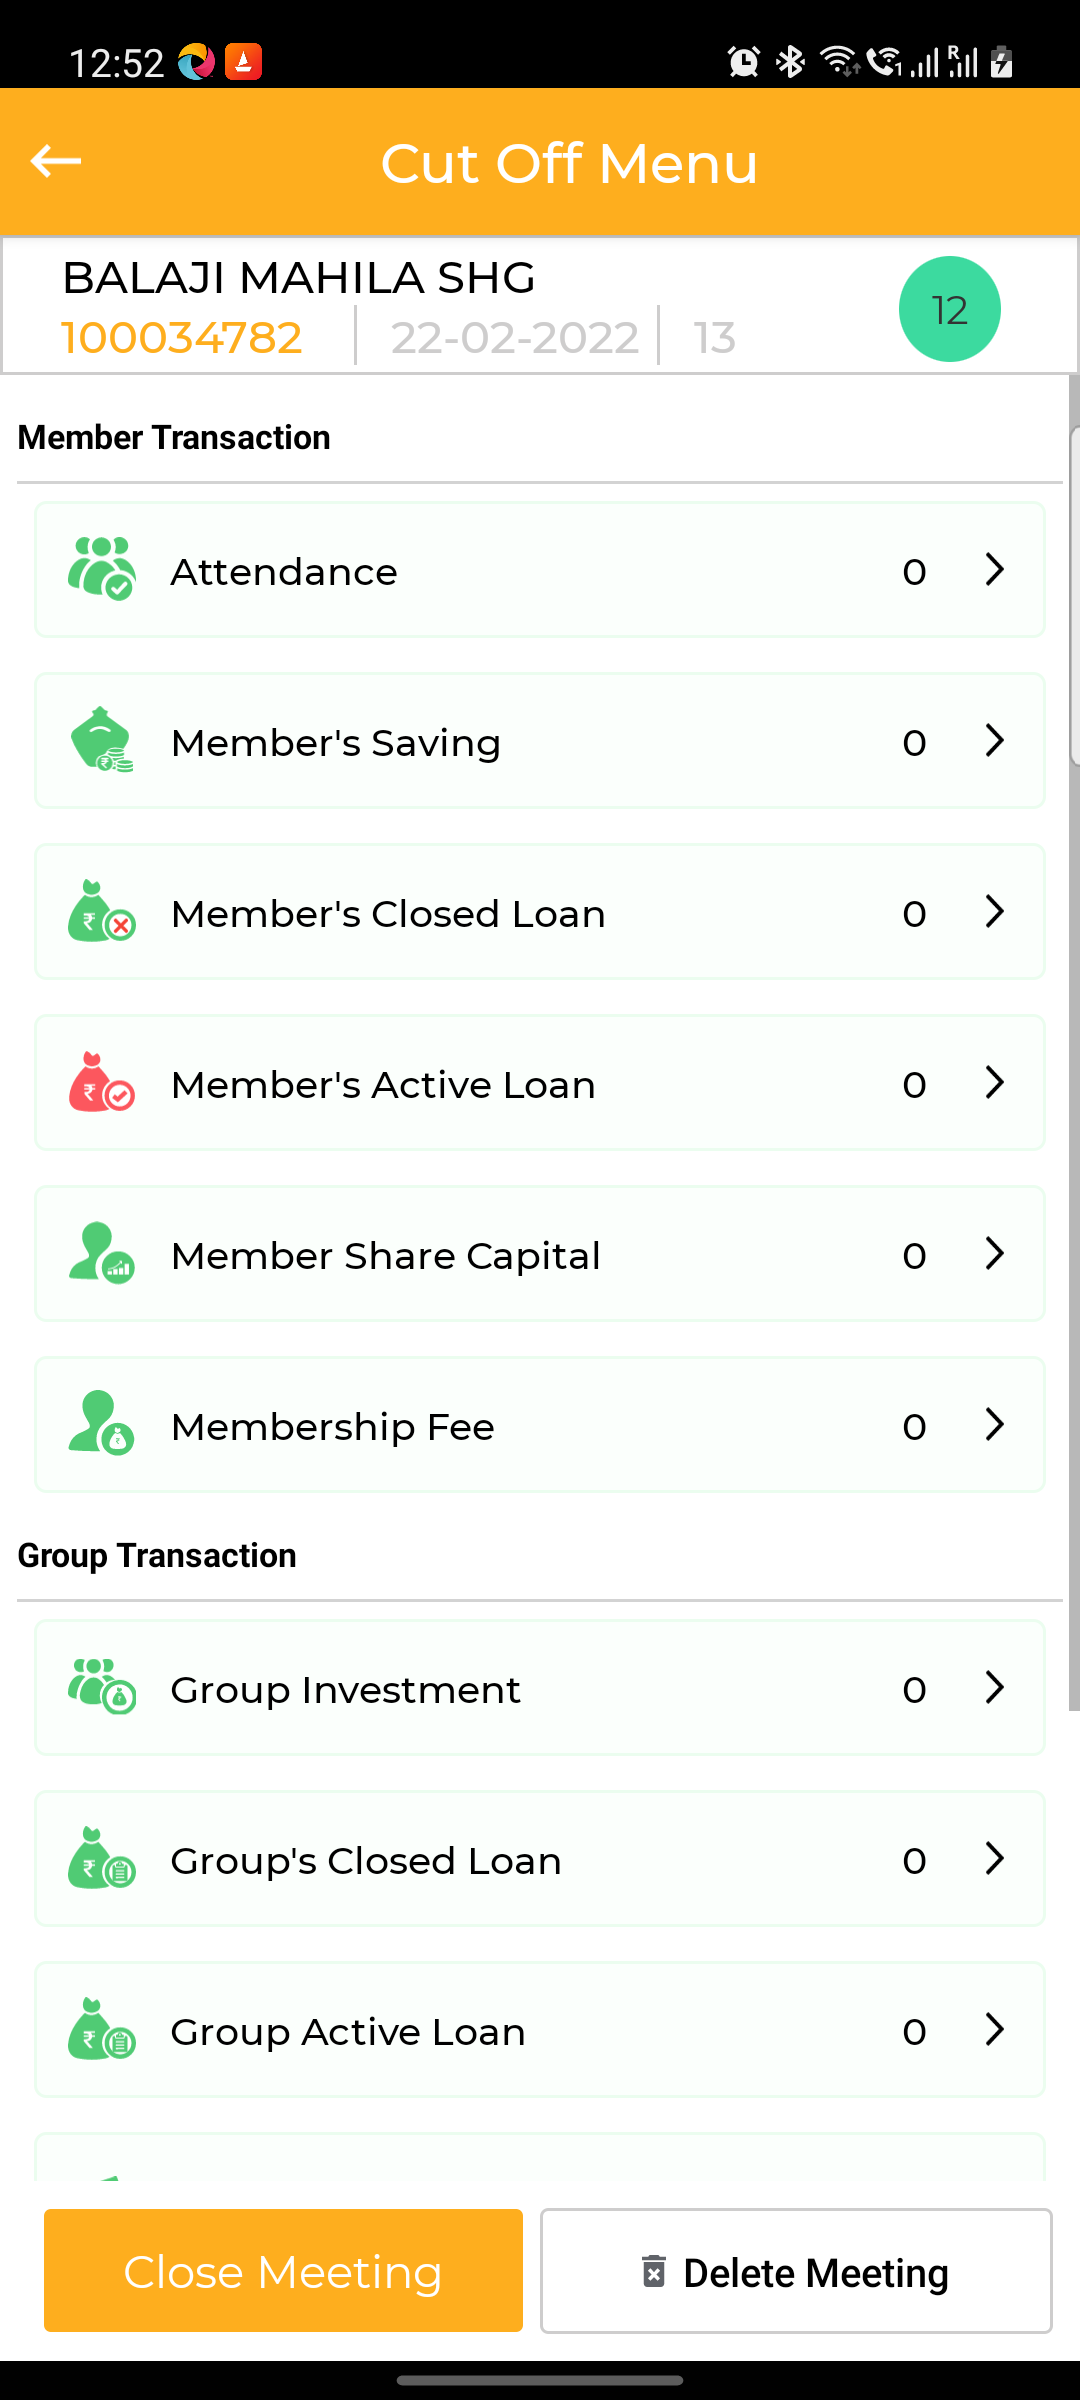 12:52
Cut Off Menu
BALAJI MAHILA SHG
100034782 22-02-2022 13
12
Member Transaction
Attendance 0
Member's Saving 0
Member's Closed Loan 0
Member's Active Loan 0
Member Share Capital 0
Membership Fee 0
Group Transaction
Group Investment 0
Group's Closed Loan 0
Group Active Loan 0
Close Meeting
Delete Meeting